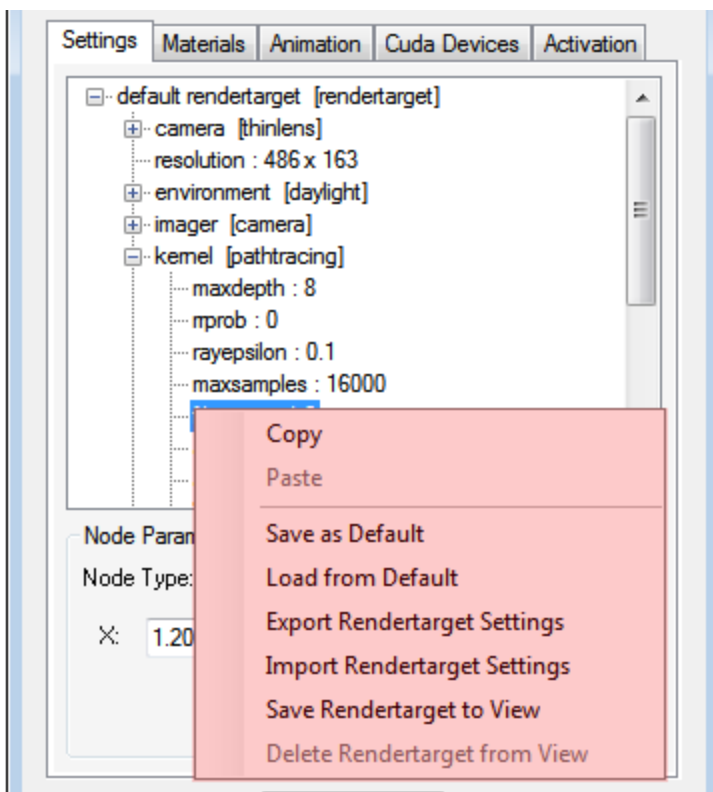 Settings Materials Animation Cuda Devices Activation
default rendertarget [rendertarget]
camera [thinlens]
resolution : 486 x 163
environment [daylight]
imager [camera]
kernel [pathtracing]
maxdepth : 8
rrprob : 0
rayepsilon : 0.1
maxsamples : 16000
Copy
Paste
Save as Default
Node Param
Load from Default
Node Type:
Export Rendertarget Settings
X: 1.20
Import Rendertarget Settings
Save Rendertarget to View
Delete Rendertarget from View